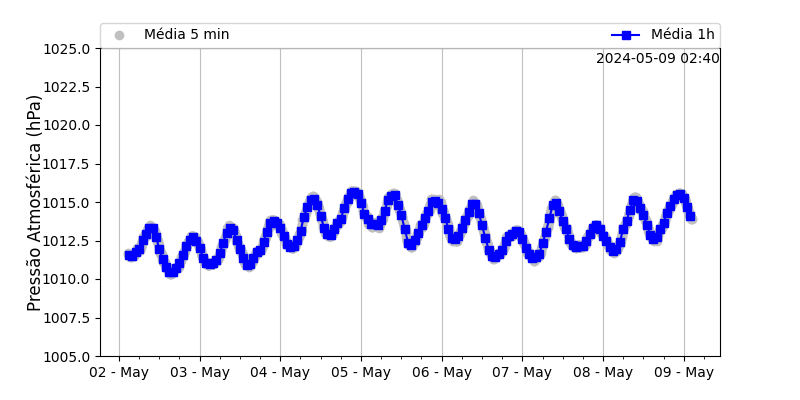 Média 5 min
Média 1h
2024-05-09 02:40
Pressão Atmosférica (hPa)
1025.0
1022.5
1020.0
1017.5
1015.0
1012.5
1010.0
1007.5
1005.0
02 - May
03 - May
04 - May
05 - May
06 - May
07 - May
08 - May
09 - May